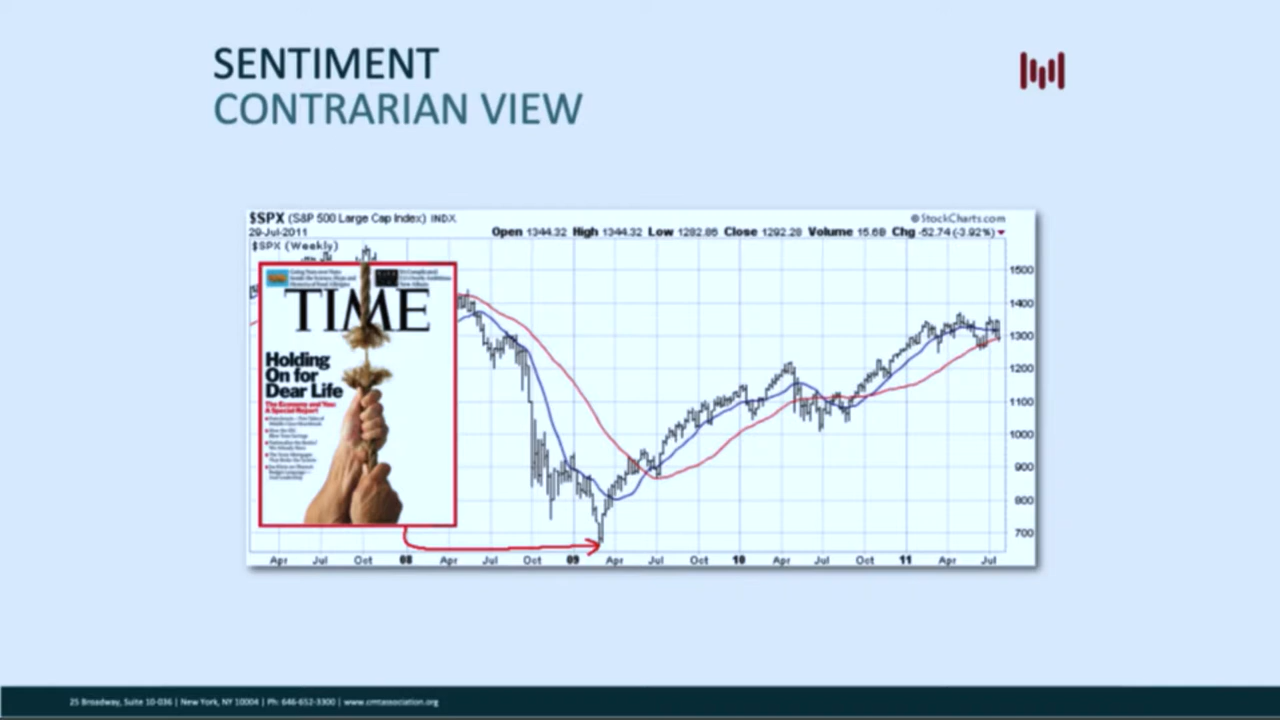 SENTIMENT
CONTRARIAN VIEW
$SPX (S&P 500 Large Cap Index) INDX
© StockCharts.com
29-Jul-2011
Open 1344.32 High 1344.32 Low 1282.86 Close 1292.28 Volume 15.6B Chg -52.74 (-3.92%)
$SPX (Weekly)
TIME
Holding
On for
Dear Life
The Economy and You:
A Special Report
1500
1400
1300
1200
1100
1000
900
800
700
Apr Jul Oct 08 Apr Jul Oct 09 Apr Jul Oct 10 Apr Jul Oct 11 Apr Jul
25 Broadway, Suite 10-036 | New York, NY 10004 | Ph: 646-652-3300 | www.cmtassociation.org